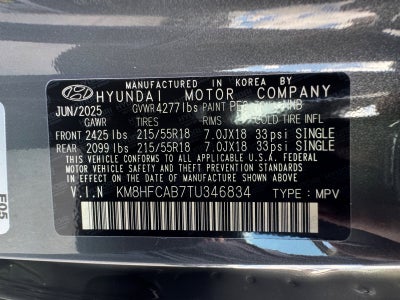 MANUFACTURED BY
HYUNDAI MOTOR COMPANY
JUN/2025 GVWR 4277 lbs PAINT
GAWR TIRES RIMS COLD TIRE INFL
FRONT 2425 lbs 215/55R18 7.0JX18 33psi SINGLE
REAR 2099 lbs 215/55R18 7.0JX18 33psi SINGLE
THIS VEHICLE CONFORMS TO ALL APPLICABLE
FEDERAL MOTOR VEHICLE SAFETY AND THEFT
PREVENTION STANDARDS IN EFFECT ON THE DATE OF
MANUFACTURE SHOWN ABOVE.
V.I.N KM8HFCAB7TU346834 TYPE : MPV
E05